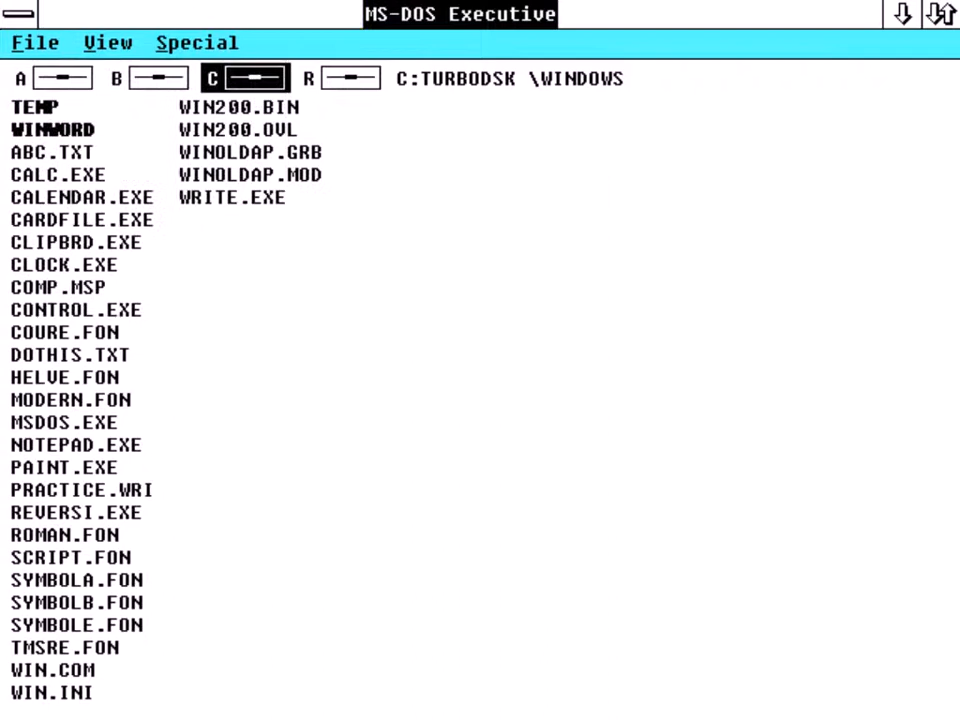 MS-DOS Executive
File View Special
A B C R C:TURBODSK \WINDOWS
TEMP WIN200.BIN
WINWORD WIN200.OVL
ABC.TXT WINOLDAP.GRB
CALC.EXE WINOLDAP.MOD
CALENDAR.EXE WRITE.EXE
CARDFILE.EXE
CLIPBRD.EXE
CLOCK.EXE
COMP.MSP
CONTROL.EXE
COURE.FON
DOTHIS.TXT
HELVE.FON
MODERN.FON
MSDOS.EXE
NOTEPAD.EXE
PAINT.EXE
PRACTICE.WRI
REVERSI.EXE
ROMAN.FON
SCRIPT.FON
SYMBOLA.FON
SYMBOLB.FON
SYMBOLE.FON
TMSRE.FON
WIN.COM
WIN.INI